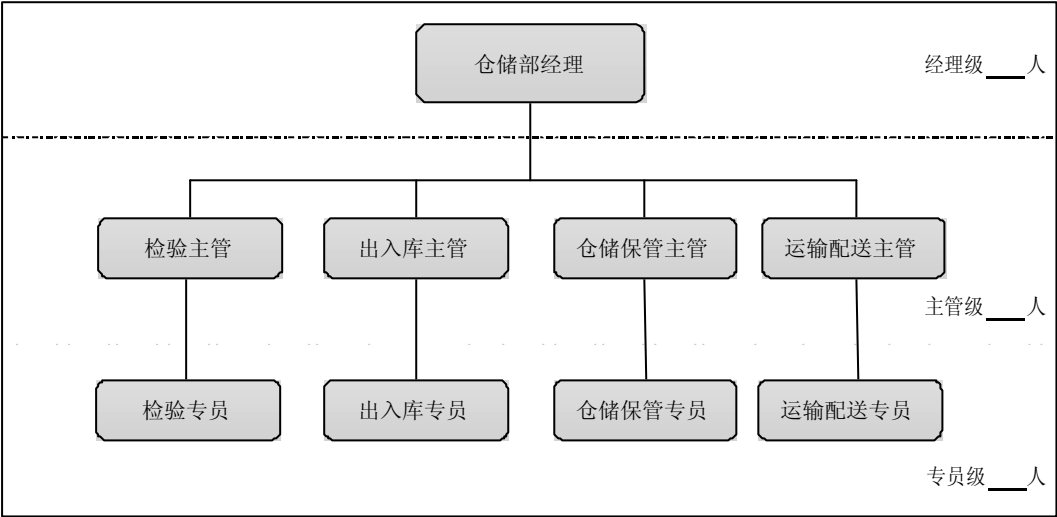 仓储部经理
经理级___人
检验主管
出入库主管
仓储保管主管
运输配送主管
主管级___人
检验专员
出入库专员
仓储保管专员
运输配送专员
专员级___人